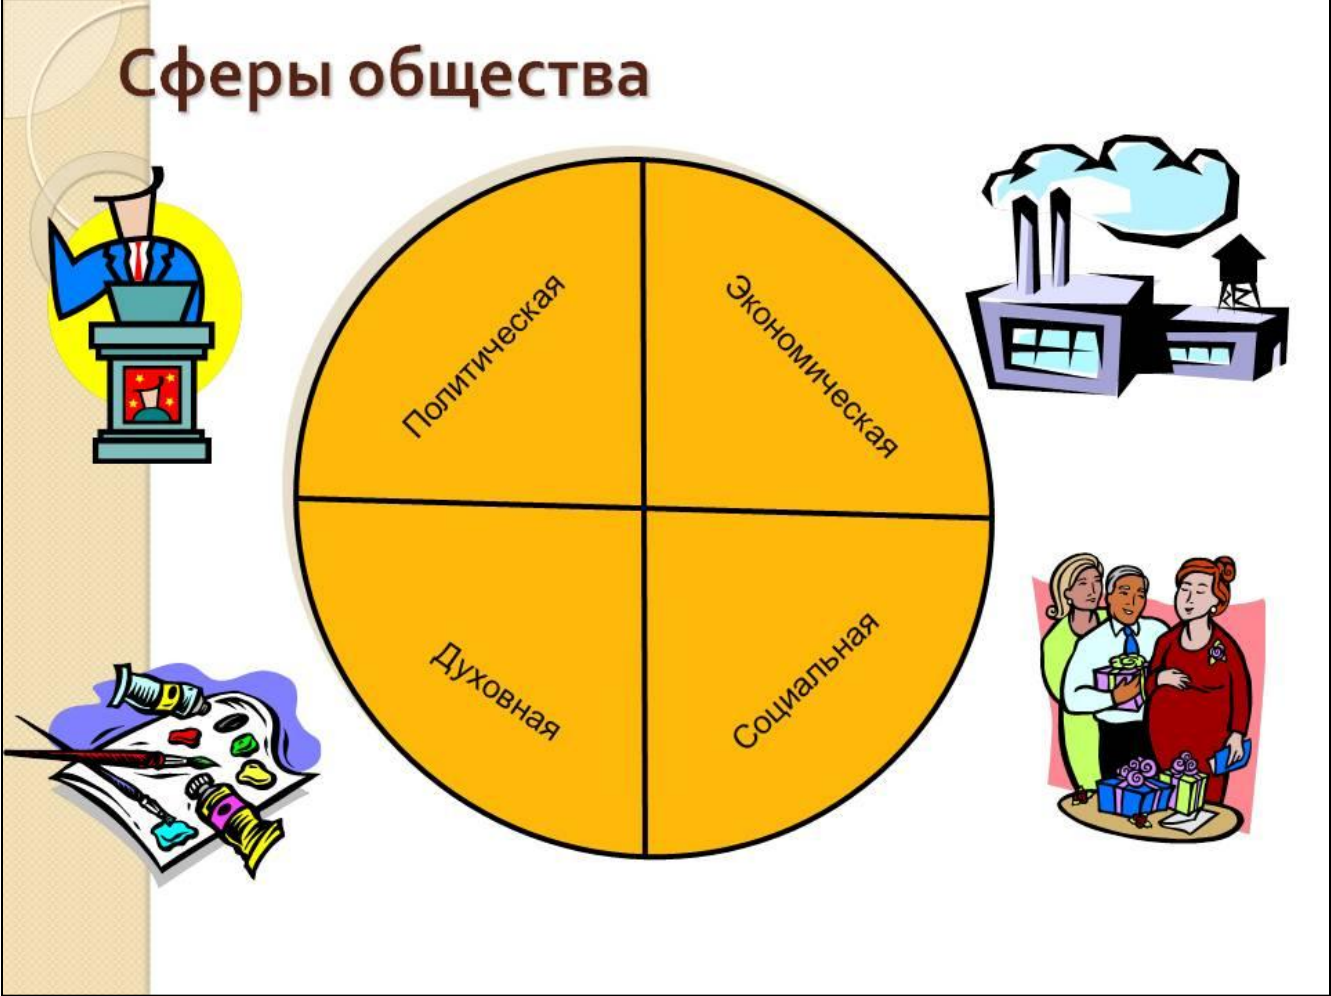 Сферы общества
Политическая
Экономическая
Духовная
Социальная